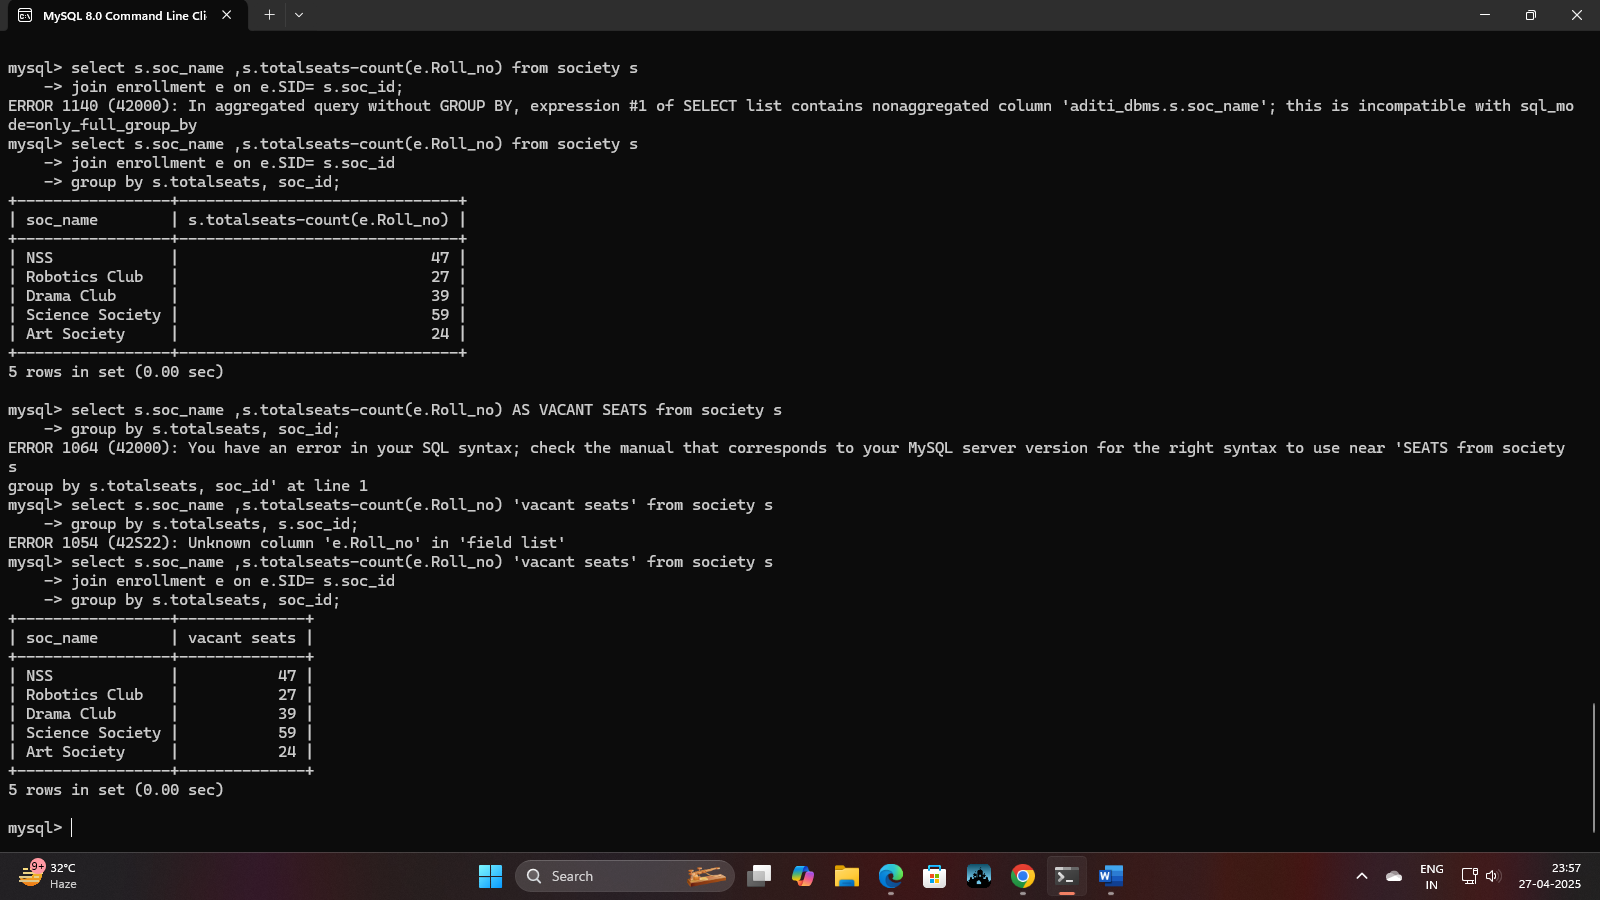 MySQL 8.0 Command Line Cli
mysql> select s.soc_name ,s.totalseats-count(e.Roll_no) from society s
    -> join enrollment e on e.SID= s.soc_id;
ERROR 1140 (42000): In aggregated query without GROUP BY, expression #1 of SELECT list contains nonaggregated column 'aditi_dbms.s.soc_name'; this is incompatible with sql_mo
de=only_full_group_by
mysql> select s.soc_name ,s.totalseats-count(e.Roll_no) from society s
    -> join enrollment e on e.SID= s.soc_id
    -> group by s.totalseats, soc_id;
+-----------------+-------------------------------+
| soc_name        | s.totalseats-count(e.Roll_no) |
+-----------------+-------------------------------+
| NSS             |                            47 |
| Robotics Club   |                            27 |
| Drama Club      |                            39 |
| Science Society |                            59 |
| Art Society     |                            24 |
+-----------------+-------------------------------+
5 rows in set (0.00 sec)
mysql> select s.soc_name ,s.totalseats-count(e.Roll_no) AS VACANT SEATS from society s
    -> group by s.totalseats, soc_id;
ERROR 1064 (42000): You have an error in your SQL syntax; check the manual that corresponds to your MySQL server version for the right syntax to use near 'SEATS from society
s
group by s.totalseats, soc_id' at line 1
mysql> select s.soc_name ,s.totalseats-count(e.Roll_no) 'vacant seats' from society s
    -> group by s.totalseats, s.soc_id;
ERROR 1054 (42S22): Unknown column 'e.Roll_no' in 'field list'
mysql> select s.soc_name ,s.totalseats-count(e.Roll_no) 'vacant seats' from society s
    -> join enrollment e on e.SID= s.soc_id
    -> group by s.totalseats, soc_id;
+-----------------+--------------+
| soc_name        | vacant seats |
+-----------------+--------------+
| NSS             |           47 |
| Robotics Club   |           27 |
| Drama Club      |           39 |
| Science Society |           59 |
| Art Society     |           24 |
+-----------------+--------------+
5 rows in set (0.00 sec)
mysql>
9+
32°C
Haze
Search
ENG
IN
23:57
27-04-2025